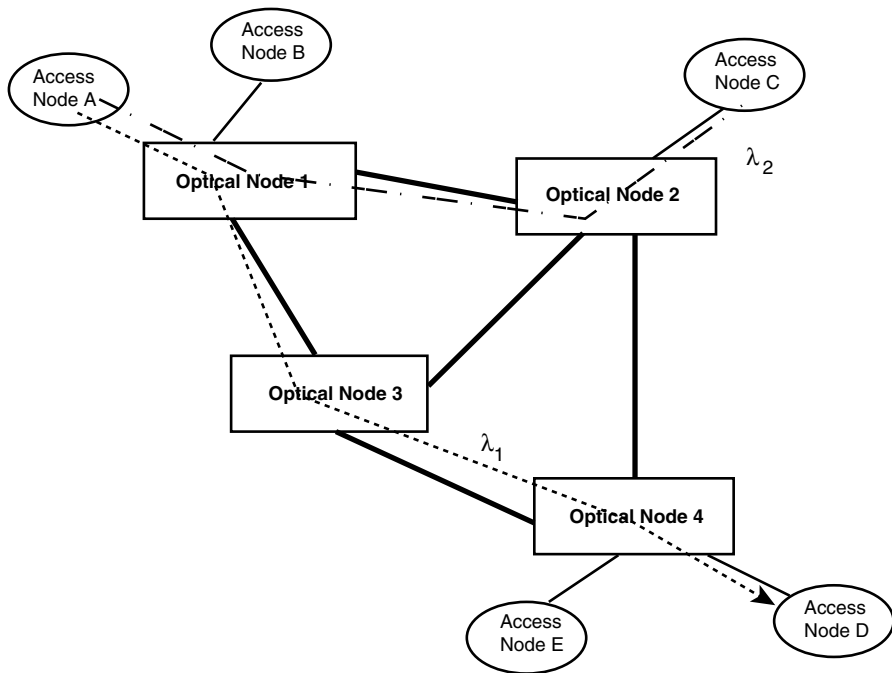 Access
Node B
Access
Node A
Access
Node C
λ2
Optical Node 1
Optical Node 2
Optical Node 3
λ1
Optical Node 4
Access
Node E
Access
Node D